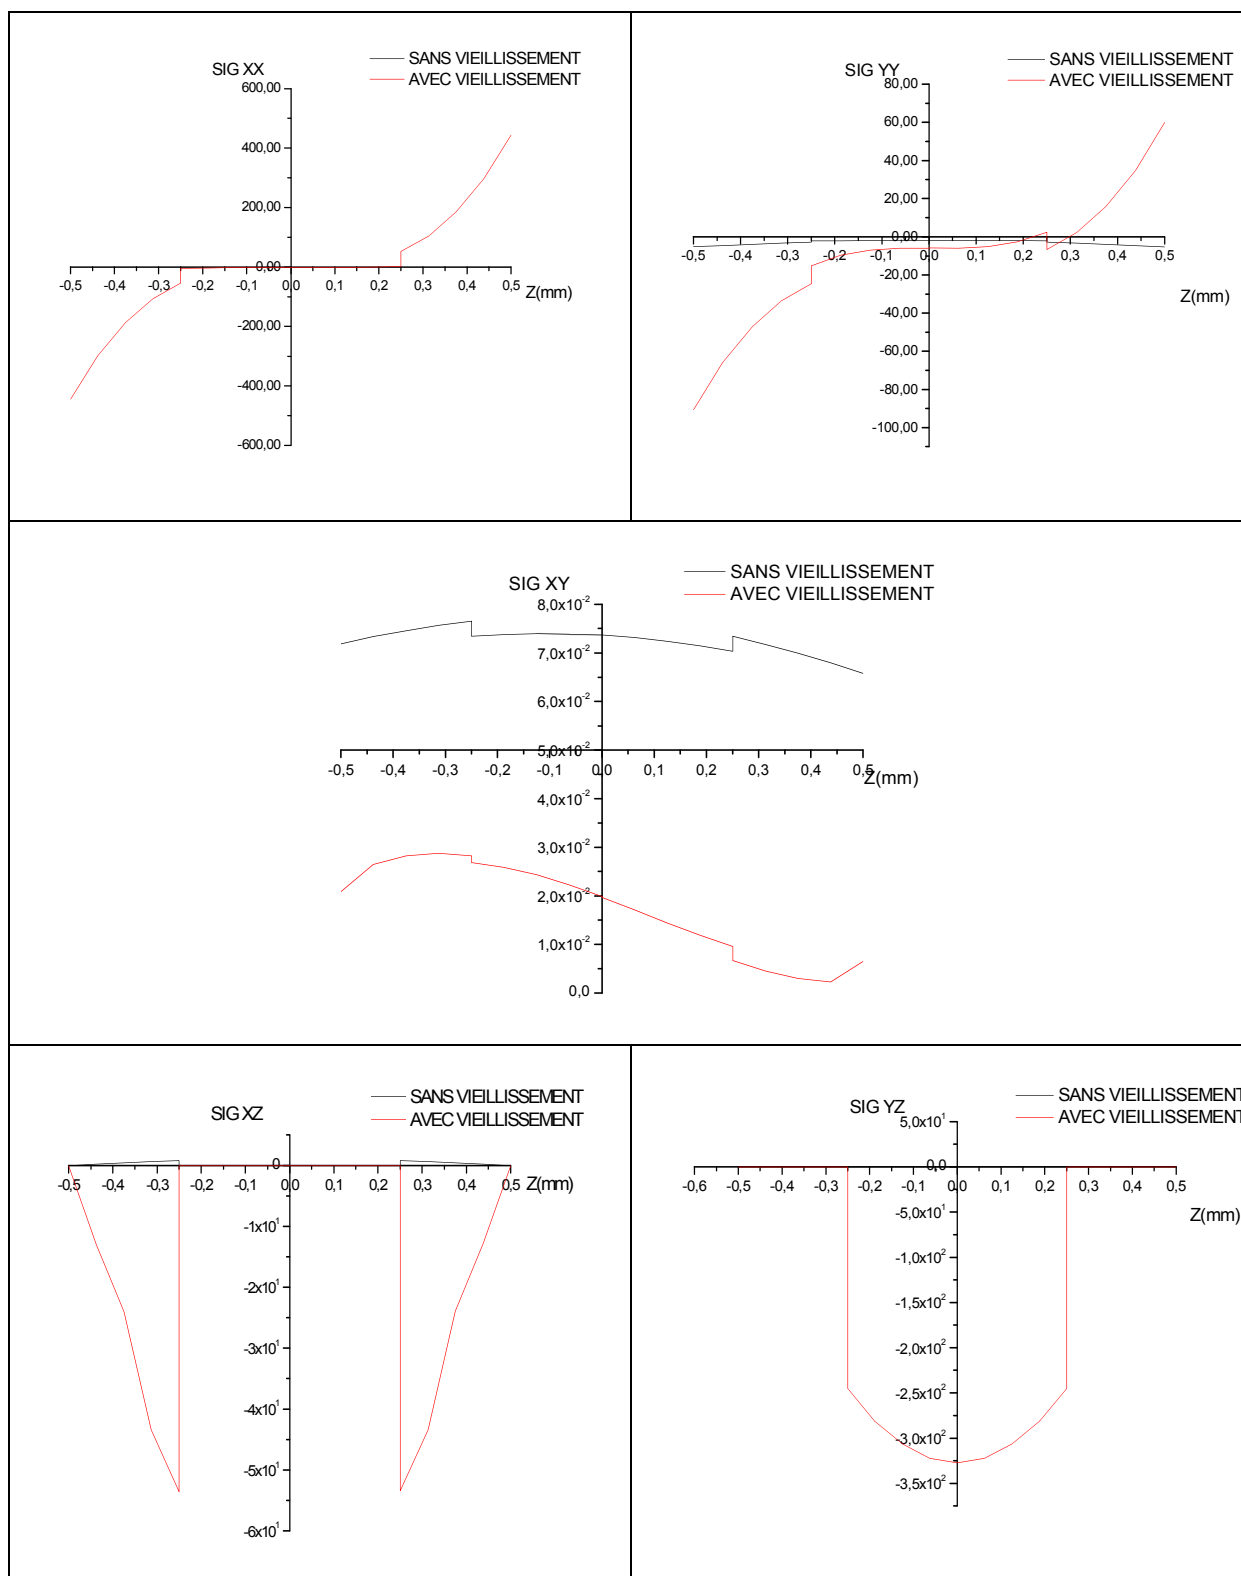 SIG XX
SANS VIEILLISSEMENT
AVEC VIEILLISSEMENT
600,00
400,00
200,00
0,00
-0,5 -0,4 -0,3 -0,2 -0,1 0,0 0,1 0,2 0,3 0,4 0,5
Z(mm)
-200,00
-400,00
-600,00
SIG YY
SANS VIEILLISSEMENT
AVEC VIEILLISSEMENT
80,00
60,00
40,00
20,00
0,00
-0,5 -0,4 -0,3 -0,2 -0,1 0,0 0,1 0,2 0,3 0,4 0,5
-20,00
Z(mm)
-40,00
-60,00
-80,00
-100,00
SIG XY
SANS VIEILLISSEMENT
AVEC VIEILLISSEMENT
8,0x10⁻²
7,0x10⁻²
6,0x10⁻²
5,0x10⁻²
-0,5 -0,4 -0,3 -0,2 -0,1 0,0 0,1 0,2 0,3 0,4 0,5
Z(mm)
4,0x10⁻²
3,0x10⁻²
2,0x10⁻²
1,0x10⁻²
0,0
SIG XZ
SANS VIEILLISSEMENT
AVEC VIEILLISSEMENT
0
-0,5 -0,4 -0,3 -0,2 -0,1 0,0 0,1 0,2 0,3 0,4 0,5
Z(mm)
-1x10¹
-2x10¹
-3x10¹
-4x10¹
-5x10¹
-6x10¹
SIG YZ
SANS VIEILLISSEMENT
AVEC VIEILLISSEMENT
5,0x10¹
0,0
-0,6 -0,5 -0,4 -0,3 -0,2 -0,1 0,0 0,1 0,2 0,3 0,4 0,5
Z(mm)
-5,0x10¹
-1,0x10²
-1,5x10²
-2,0x10²
-2,5x10²
-3,0x10²
-3,5x10²